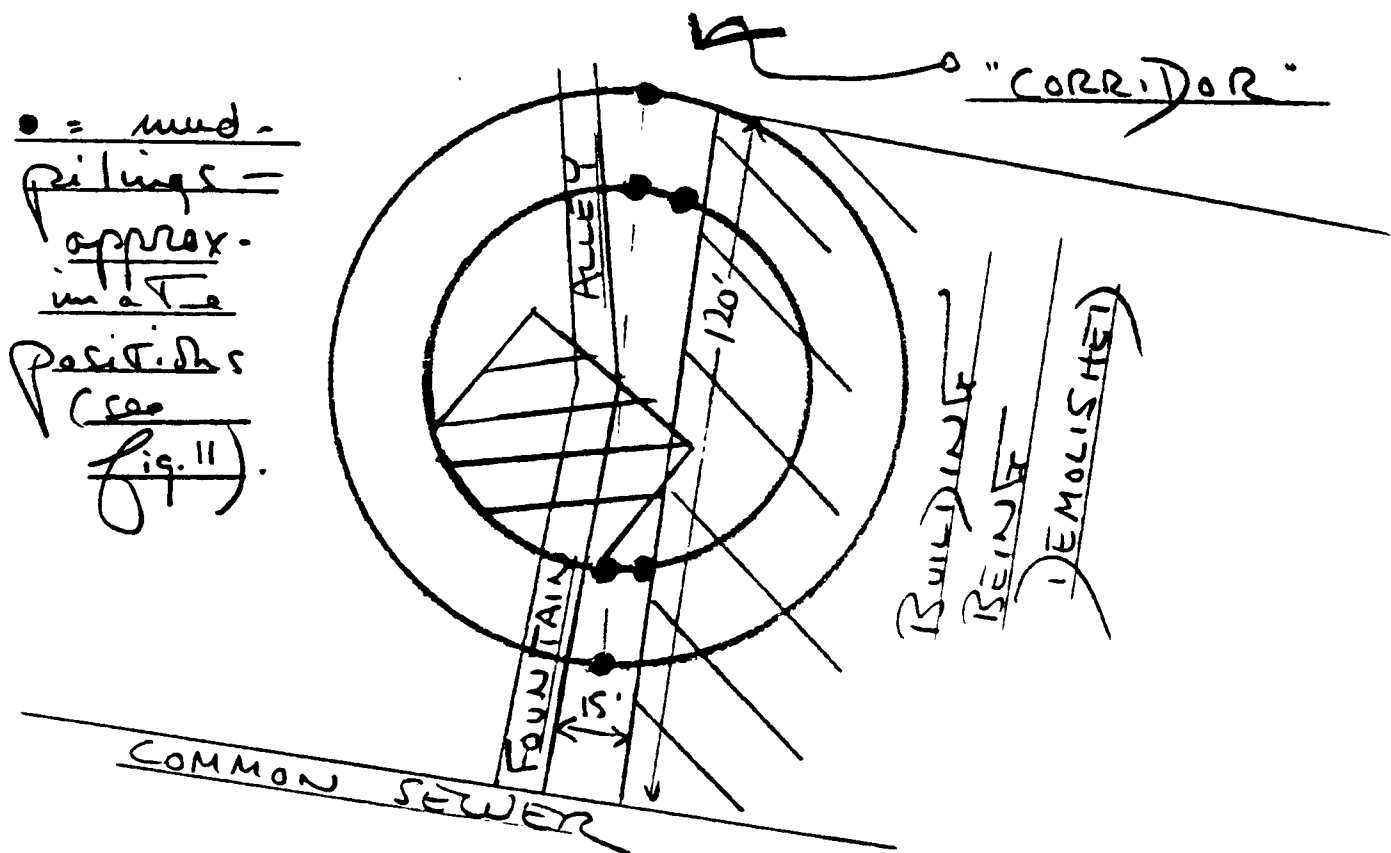 "CORRIDOR"
● = mud-
pilings —
approx-
imate
positions
(see
fig. 11).
ALLEY
120'
BUILDING
BEING
DEMOLISHED
FOUNTAIN
15'
COMMON SEWER